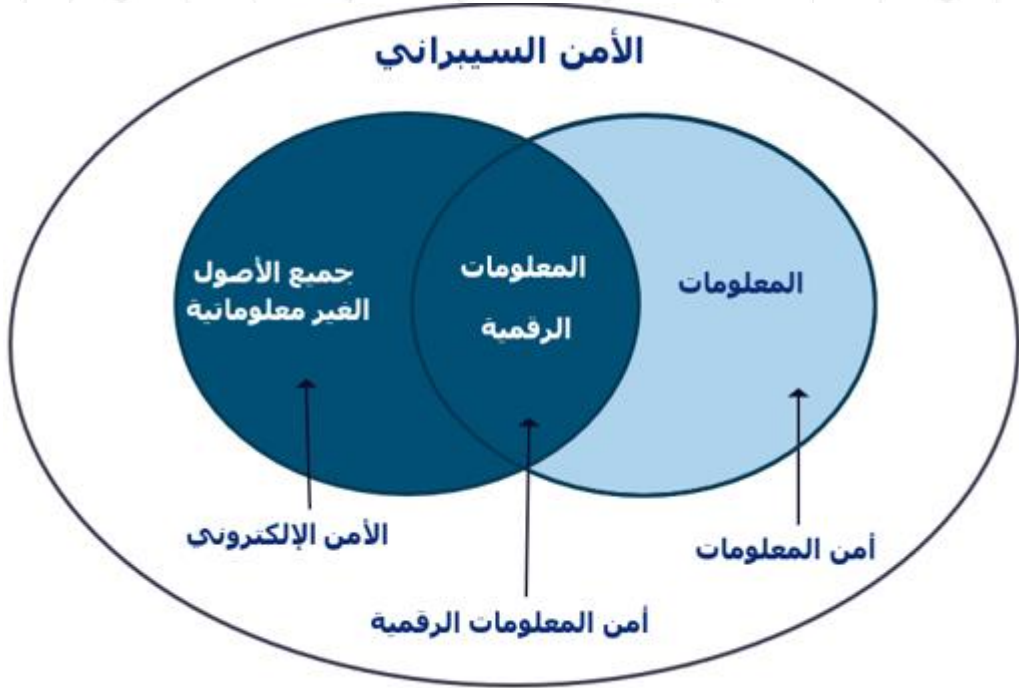 الأمن السيبراني
المعلومات
المعلومات
الرقمية
جميع الأصول
الغير معلوماتية
أمن المعلومات
الأمن الإلكتروني
أمن المعلومات الرقمية